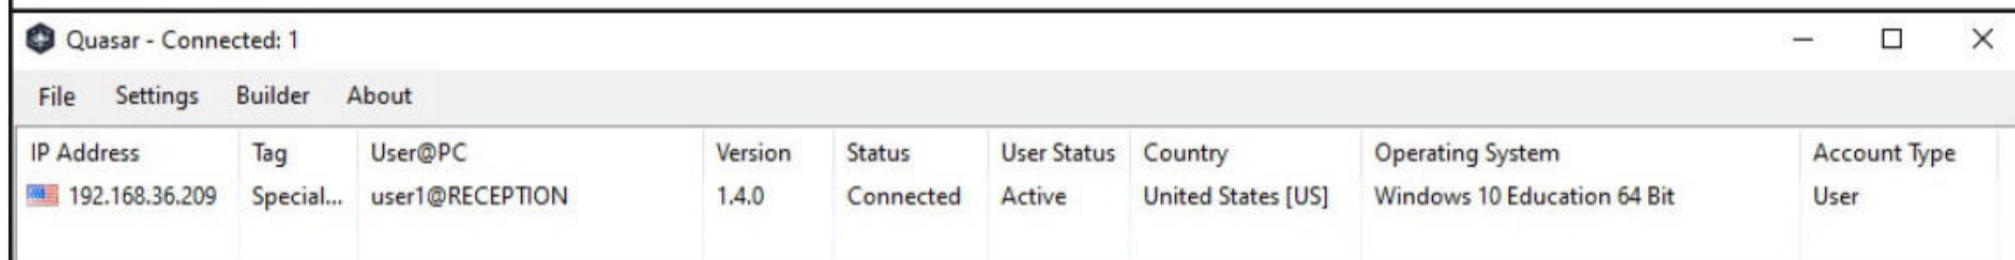 Quasar - Connected: 1
File Settings Builder About
IP Address Tag User@PC Version Status User Status Country Operating System Account Type
192.168.36.209 Special... user1@RECEPTION 1.4.0 Connected Active United States [US] Windows 10 Education 64 Bit User